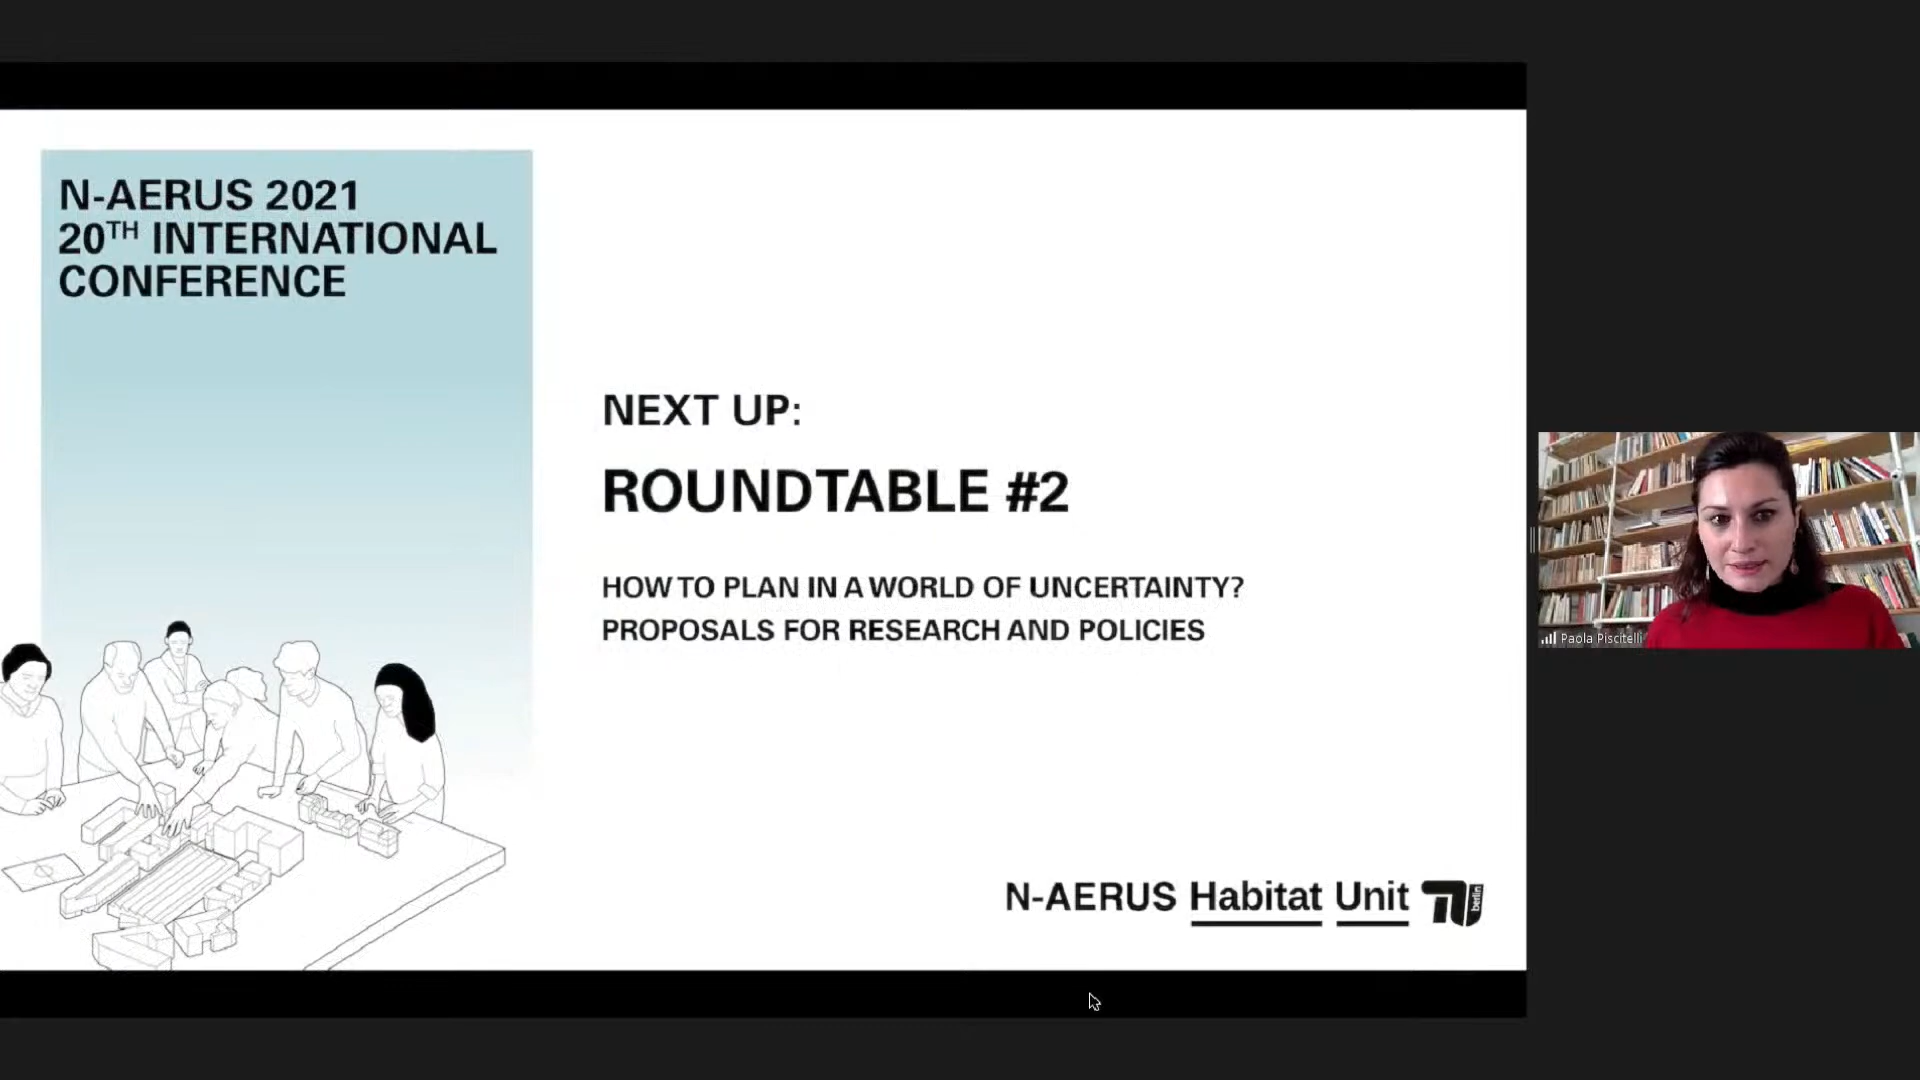 N-AERUS 2021
20TH INTERNATIONAL
CONFERENCE
NEXT UP:
ROUNDTABLE #2
HOW TO PLAN IN A WORLD OF UNCERTAINTY?
PROPOSALS FOR RESEARCH AND POLICIES
Paola Piscitelli
N-AERUS Habitat Unit berlin